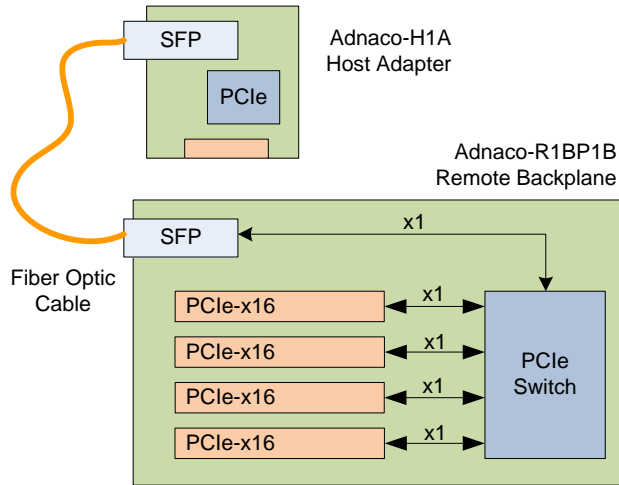 SFP
Adnaco-H1A
Host Adapter
PCIe
Adnaco-R1BP1B
Remote Backplane
SFP
x1
Fiber Optic
Cable
PCIe-x16
x1
PCIe-x16
x1
PCIe
Switch
PCIe-x16
x1
PCIe-x16
x1